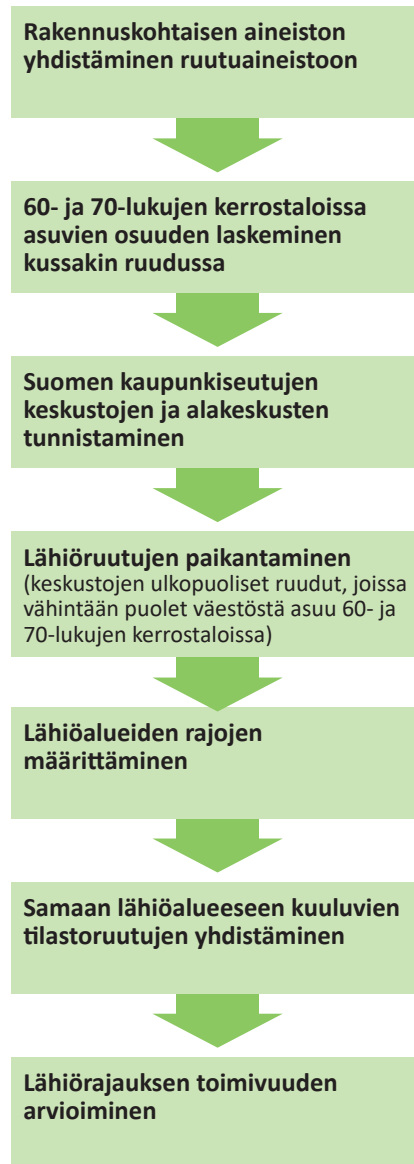 Rakennuskohtaisen aineiston
yhdistäminen ruutuaineistoon
60- ja 70-lukujen kerrostaloissa
asuvien osuuden laskeminen
kussakin ruudussa
Suomen kaupunkiseutujen
keskustojen ja alakeskusten
tunnistaminen
Lähiöruutujen paikantaminen
(keskustojen ulkopuoliset ruudut, joissa
vähintään puolet väestöstä asuu 60- ja
70-lukujen kerrostaloissa)
Lähiöalueiden rajojen
määrittäminen
Samaan lähiöalueeseen kuuluvien
tilastoruutujen yhdistäminen
Lähiörajauksen toimivuuden
arvioiminen